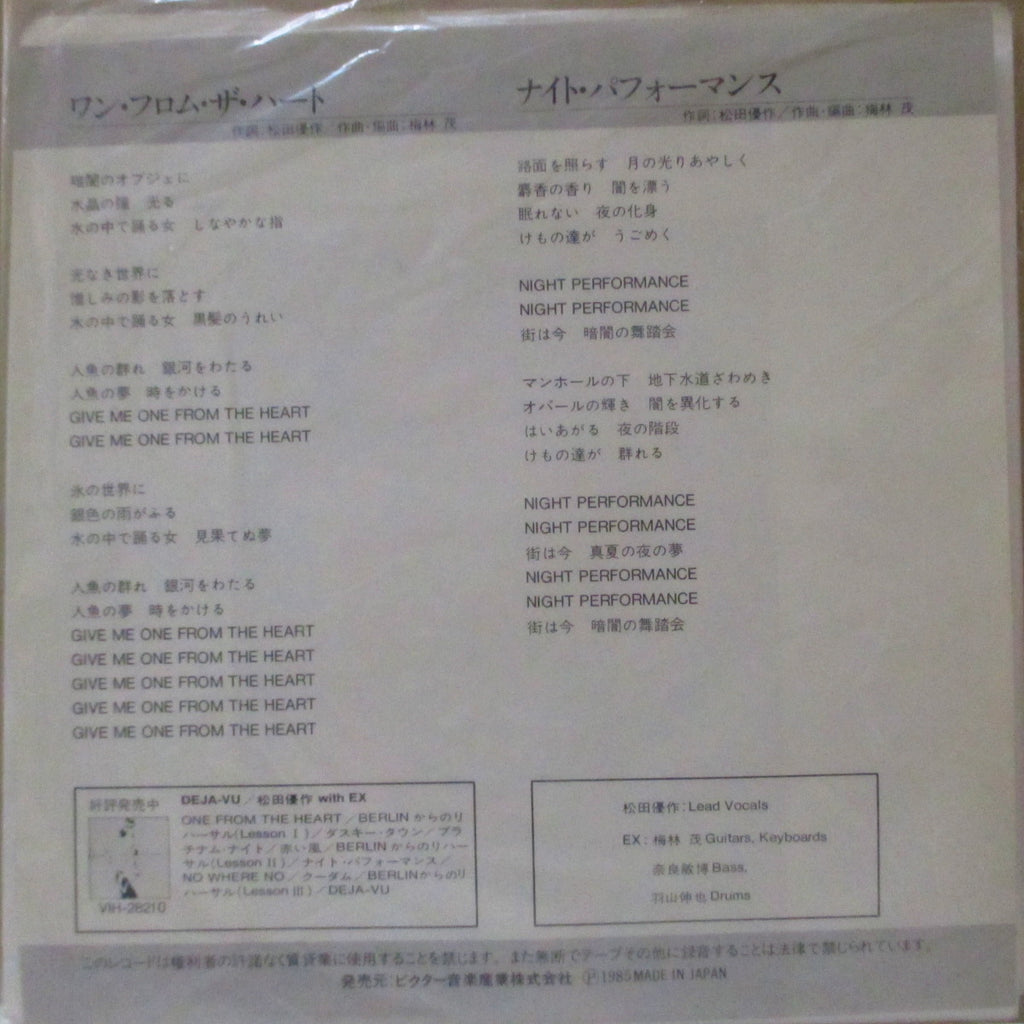 ワン・フロム・ザ・ハート
作詞:松田優作/作曲・編曲:梅林 茂
暗闇のオブジェに
水晶の瞳 光る
水の中で踊る女 しなやかな指
光なき世界に
憎しみの影を落とす
水の中で踊る女 黒髪のうれい
人魚の群れ 銀河をわたる
人魚の夢 時をかける
GIVE ME ONE FROM THE HEART
GIVE ME ONE FROM THE HEART
氷の世界に
銀色の雨がふる
水の中で踊る女 見果てぬ夢
人魚の群れ 銀河をわたる
人魚の夢 時をかける
GIVE ME ONE FROM THE HEART
GIVE ME ONE FROM THE HEART
GIVE ME ONE FROM THE HEART
GIVE ME ONE FROM THE HEART
GIVE ME ONE FROM THE HEART
ナイト・パフォーマンス
作詞:松田優作/作曲・編曲:梅林 茂
路面を照らす 月の光りあやしく
麝香の香り 闇を漂う
眠れない 夜の化身
けもの達が うごめく
NIGHT PERFORMANCE
NIGHT PERFORMANCE
街は今 暗闇の舞踏会
マンホールの下 地下水道ざわめき
オパールの輝き 闇を異化する
はいあがる 夜の階段
けもの達が 群れる
NIGHT PERFORMANCE
NIGHT PERFORMANCE
街は今 真夏の夜の夢
NIGHT PERFORMANCE
NIGHT PERFORMANCE
街は今 暗闇の舞踏会
好評発売中
VIH-28210
DEJA-VU/松田優作 with EX
ONE FROM THE HEART/BERLINからのリ
ハーサル(Lesson I)/ダスキー・タウン/プラ
チナム・ナイト/赤い風/BERLINからのリハー
サル(Lesson II)/ナイト・パフォーマンス/
NO WHERE NO/クーダム/BERLINからのリ
ハーサル(Lesson III)/DEJA-VU
松田優作:Lead Vocals
EX:梅林 茂 Guitars, Keyboards
奈良敏博 Bass,
羽山伸也 Drums
このレコードは権利者の許諾なく賃貸業に使用することを禁じます。また無断でテープその他に録音することは法律で禁じられています。
発売元:ビクター音楽産業株式会社 Ⓟ1985 MADE IN JAPAN